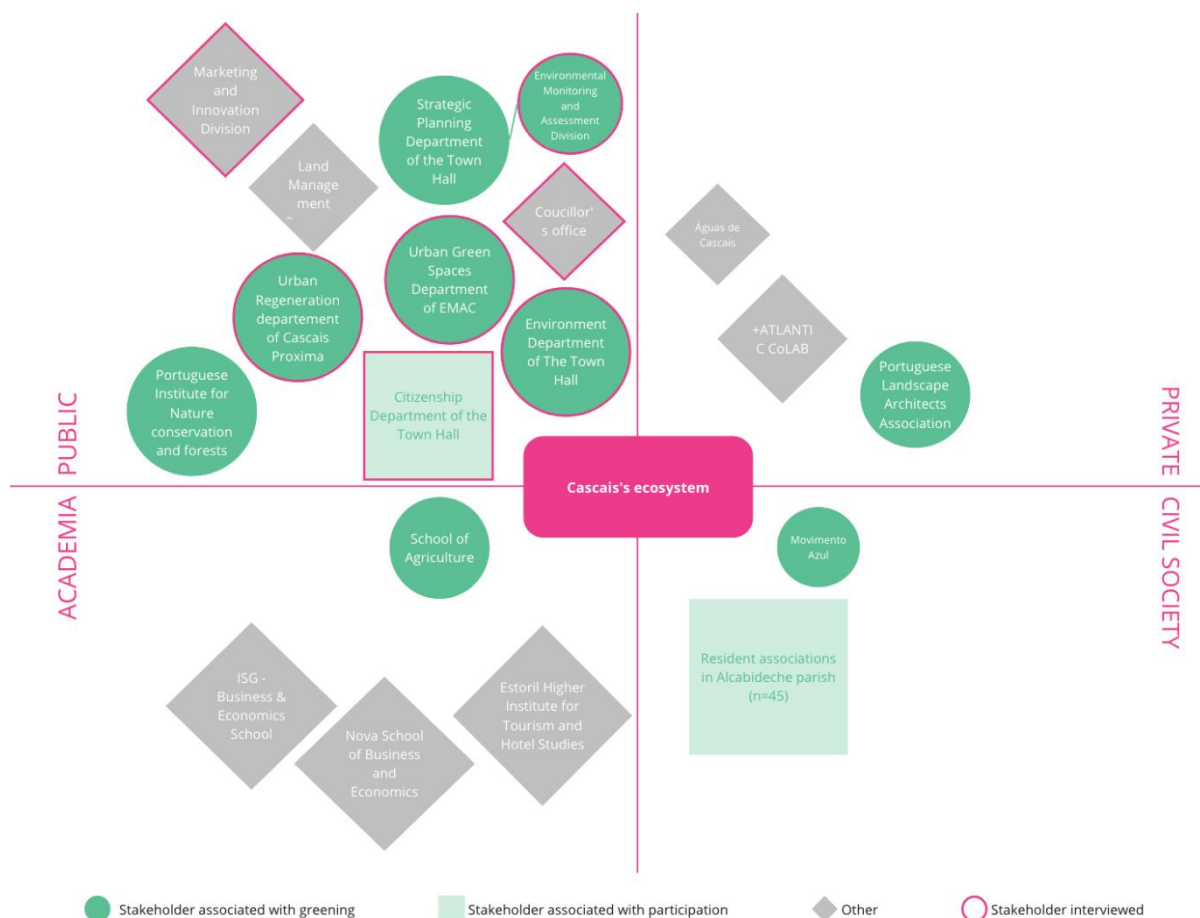 Marketing
and
Innovation
Division
Land
Manage
ment
Strategic
Planning
Department
of the Town
Hall
Environmental
Monitoring
and
Assessment
Division
Coucillor'
s office
Urban Green
Spaces
Department
of EMAC
Urban
Regeneration
departement
of Cascais
Proxima
Environment
Department
of The Town
Hall
Portuguese
Institute for
Nature
conservation
and forests
Citizenship
Department of the
Town Hall
PUBLIC
Águas de
Cascais
+ATLANTI
C CoLAB
Portuguese
Landscape
Architects
Association
PRIVATE
Cascais's ecosystem
ACADEMIA
School of
Agriculture
ISG -
Business &
Economics
School
Nova School
of Business
and
Economics
Estoril Higher
Institute for
Tourism and
Hotel Studies
Movimento
Azul
Resident associations
in Alcabideche parish
(n=45)
CIVIL SOCIETY
Stakeholder associated with greening
Stakeholder associated with participation
Other
Stakeholder interviewed